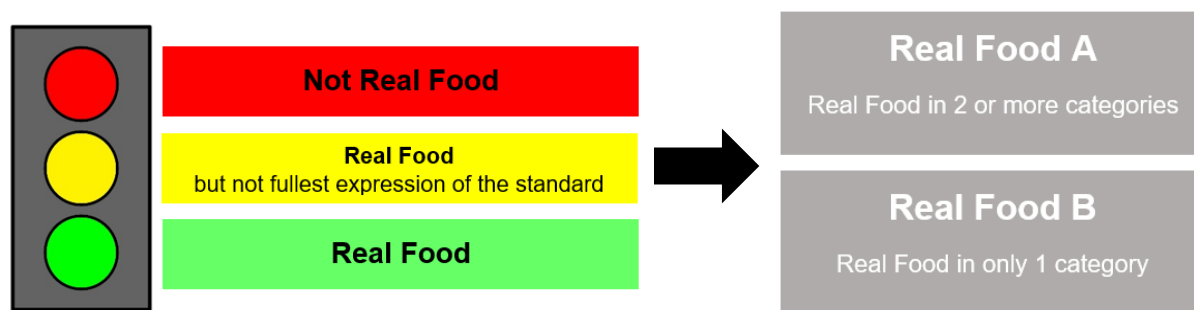 Not Real Food
Real Food
but not fullest expression of the standard
Real Food
Real Food A
Real Food in 2 or more categories
Real Food B
Real Food in only 1 category